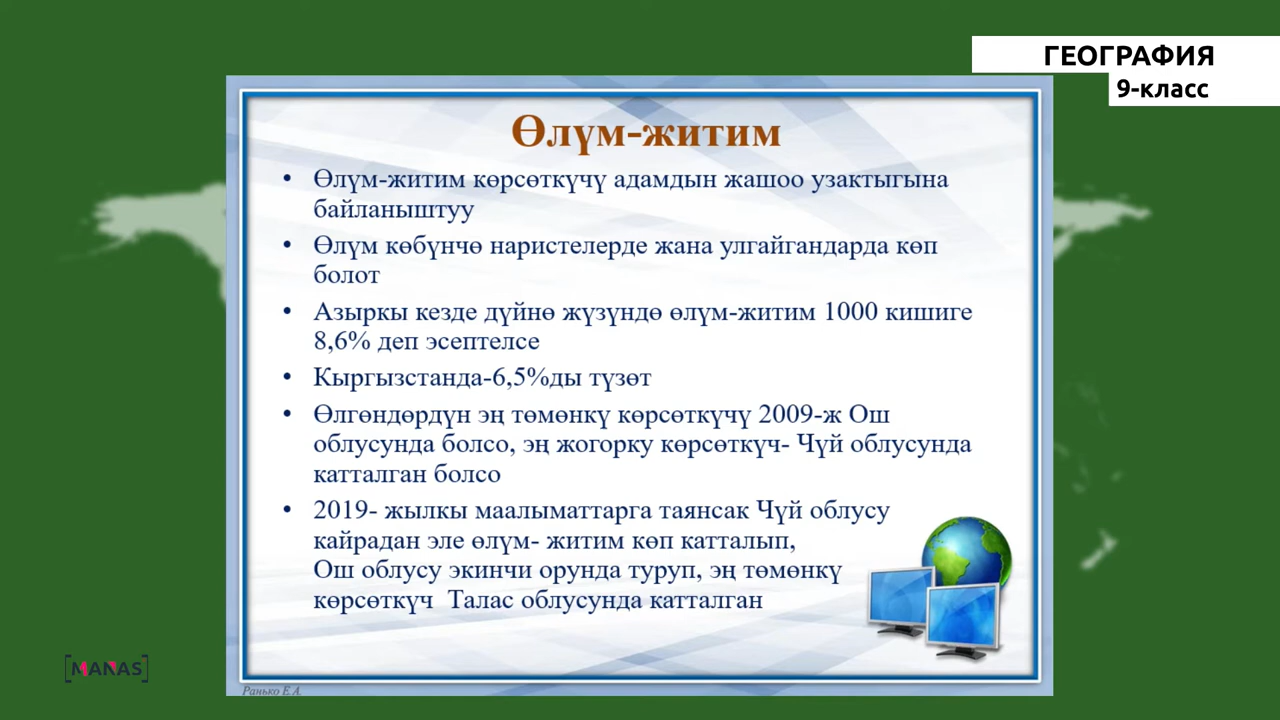 ГЕОГРАФИЯ
9-класс
Өлүм-житим
• Өлүм-житим көрсөткүчү адамдын жашоо узактыгына
байланыштуу
• Өлүм көбүнчө наристелерде жана улгайгандарда көп
болот
• Азыркы кезде дүйнө жүзүндө өлүм-житим 1000 кишиге
8,6% деп эсептелсе
• Кыргызстанда-6,5%ды түзөт
• Өлгөндөрдүн эң төмөнкү көрсөткүчү 2009-ж Ош
облусунда болсо, эң жогорку көрсөткүч- Чүй облусунда
катталган болсо
• 2019- жылкы маалыматтарга таянсак Чүй облусу
кайрадан эле өлүм- житим көп катталып,
Ош облусу экинчи орунда туруп, эң төмөнкү
көрсөткүч  Талас облусунда катталган
[MANAS]
Ранько Е.А.